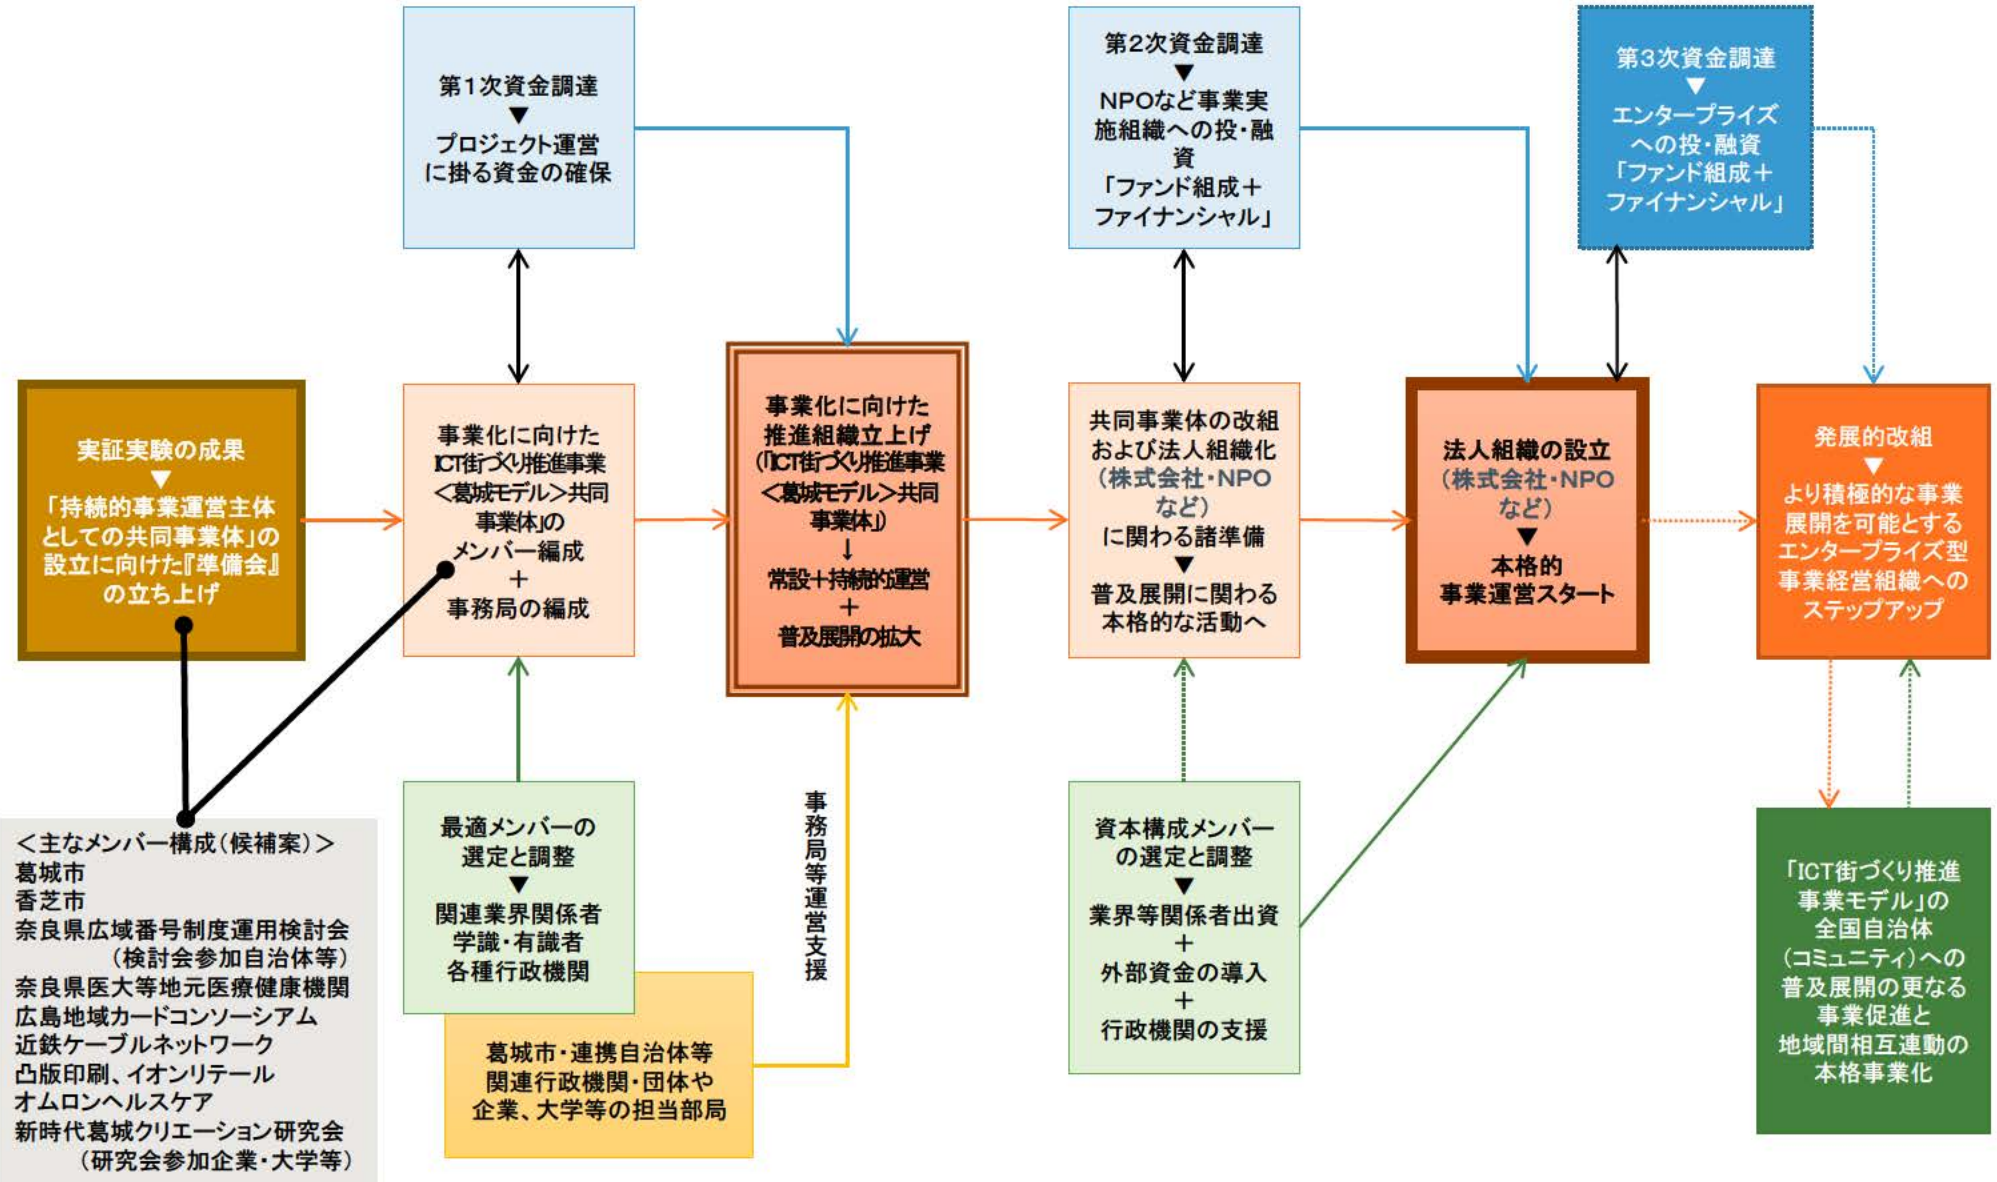 第1次資金調達
▼
プロジェクト運営
に掛る資金の確保
第2次資金調達
▼
NPOなど事業実
施組織への投・融
資
「ファンド組成＋
ファイナンシャル」
第3次資金調達
▼
エンタープライズ
への投・融資
「ファンド組成＋
ファイナンシャル」
実証実験の成果
▼
「持続的事業運営主体
としての共同事業体」の
設立に向けた『準備会』
の立ち上げ
事業化に向けた
ICT街づくり推進事業
＜葛城モデル＞共同
事業体」の
メンバー編成
＋
事務局の編成
事業化に向けた
推進組織立上げ
（「ICT街づくり推進事業
＜葛城モデル＞共同
事業体」）
↓
常設＋持続的運営
＋
普及展開の拡大
共同事業体の改組
および法人組織化
（株式会社・NPO
など）
に関わる諸準備
▼
普及展開に関わる
本格的な活動へ
法人組織の設立
（株式会社・NPO
など）
▼
本格的
事業運営スタート
発展的改組
▼
より積極的な事業
展開を可能とする
エンタープライズ型
事業経営組織への
ステップアップ
＜主なメンバー構成（候補案）＞
葛城市
香芝市
奈良県広域番号制度運用検討会
（検討会参加自治体等）
奈良県医大等地元医療健康機関
広島地域カードコンソーシアム
近鉄ケーブルネットワーク
凸版印刷、イオンリテール
オムロンヘルスケア
新時代葛城クリエーション研究会
（研究会参加企業・大学等）
最適メンバーの
選定と調整
▼
関連業界関係者
学識・有識者
各種行政機関
葛城市・連携自治体等
関連行政機関・団体や
企業、大学等の担当部局
事務局等運営支援
資本構成メンバー
の選定と調整
▼
業界等関係者出資
＋
外部資金の導入
＋
行政機関の支援
「ICT街づくり推進
事業モデル」の
全国自治体
（コミュニティ）への
普及展開の更なる
事業促進と
地域間相互連動の
本格事業化